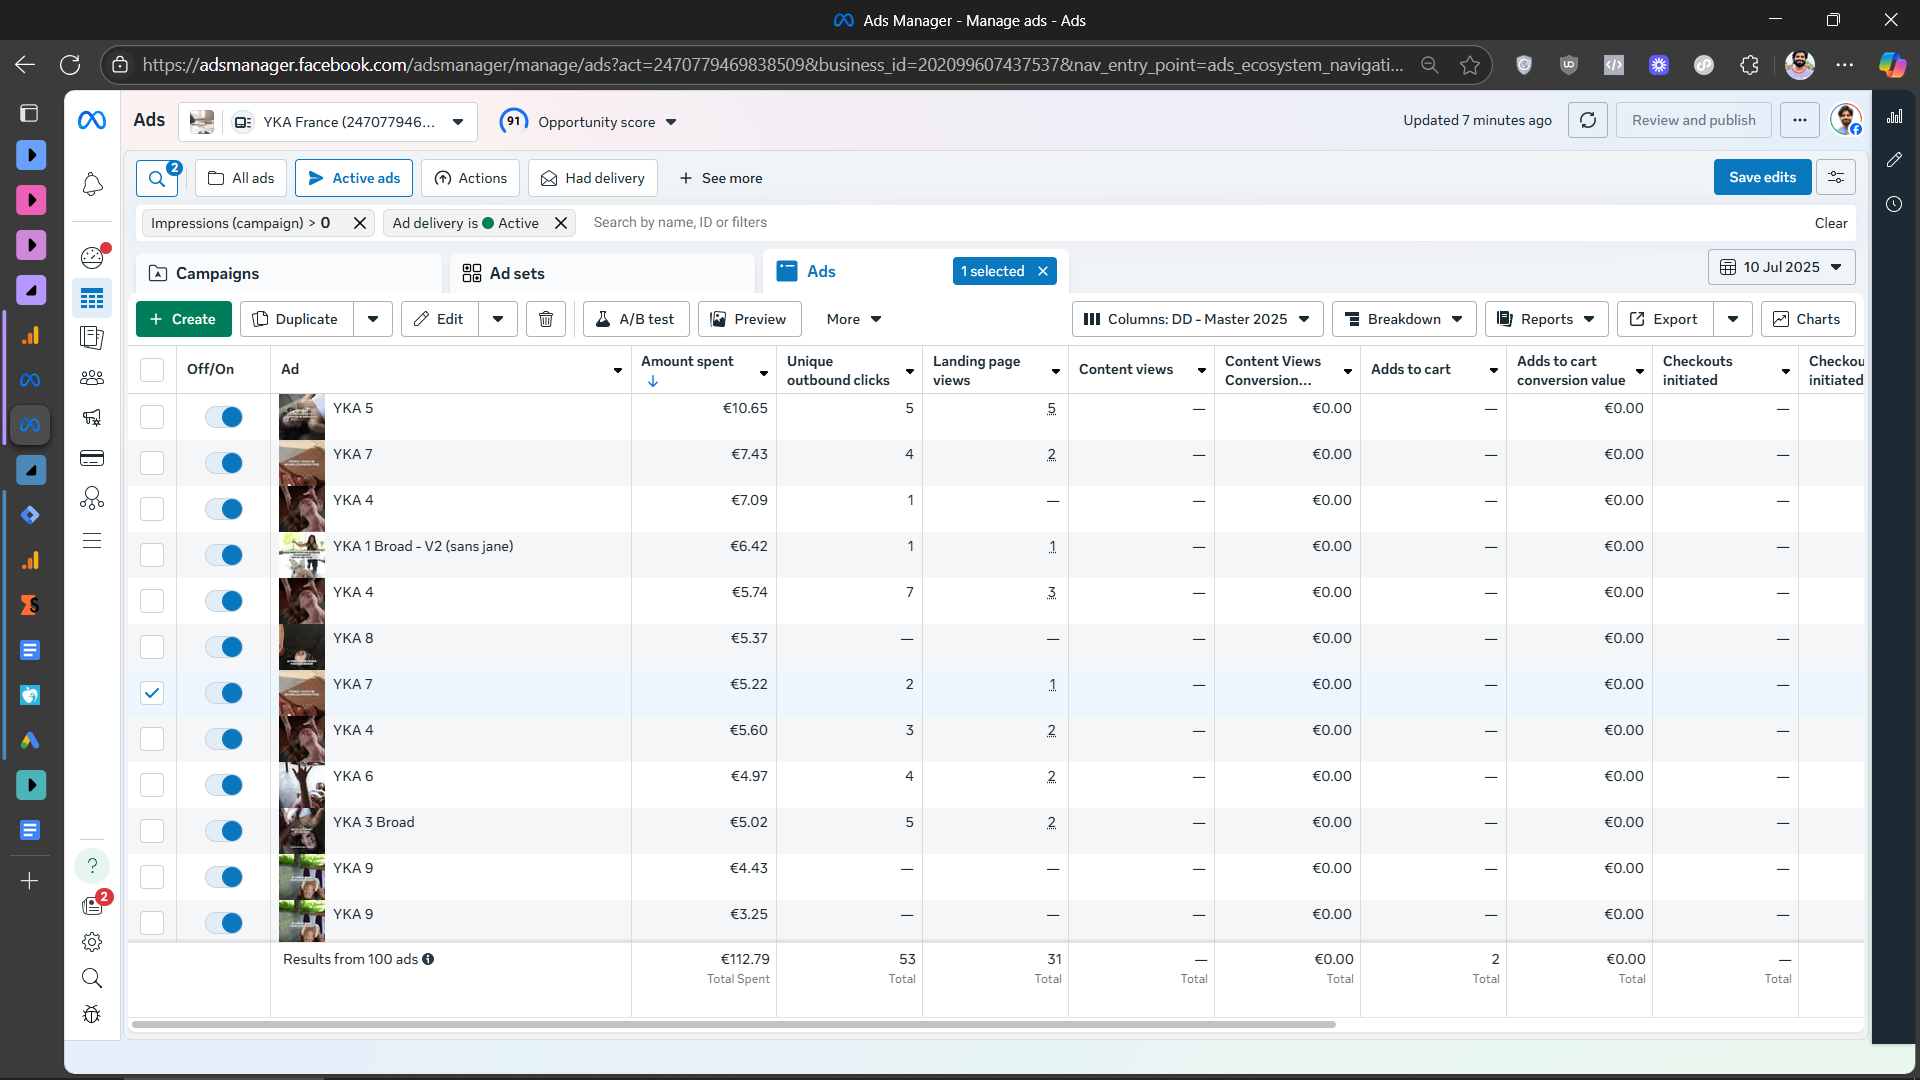 Ads Manager - Manage ads - Ads
https://adsmanager.facebook.com/adsmanager/manage/ads?act=2470779469838509&business_id=202099607437537&nav_entry_point=ads_ecosystem_navigati...
Ads
YKA France (247077946...
91
Opportunity score
Updated 7 minutes ago
Review and publish
2
All ads
Active ads
Actions
Had delivery
See more
Save edits
Impressions (campaign) > 0
Ad delivery is Active
Search by name, ID or filters
Clear
Campaigns
Ad sets
Ads
1 selected
10 Jul 2025
Create
Duplicate
Edit
A/B test
Preview
More
Columns: DD - Master 2025
Breakdown
Reports
Export
Charts
Off/On
Ad
Amount spent
Unique outbound clicks
Landing page views
Content views
Content Views Conversion...
Adds to cart
Adds to cart conversion value
Checkouts initiated
Checkou initiated
YKA 5 €10.65 5 5 — €0.00 — €0.00 —
YKA 7 €7.43 4 2 — €0.00 — €0.00 —
YKA 4 €7.09 1 — — €0.00 — €0.00 —
YKA 1 Broad - V2 (sans jane) €6.42 1 1 — €0.00 — €0.00 —
YKA 4 €5.74 7 3 — €0.00 — €0.00 —
YKA 8 €5.37 — — — €0.00 — €0.00 —
YKA 7 €5.22 2 1 — €0.00 — €0.00 —
YKA 4 €5.60 3 2 — €0.00 — €0.00 —
YKA 6 €4.97 4 2 — €0.00 — €0.00 —
YKA 3 Broad €5.02 5 2 — €0.00 — €0.00 —
YKA 9 €4.43 — — — €0.00 — €0.00 —
YKA 9 €3.25 — — — €0.00 — €0.00 —
2
Results from 100 ads €112.79 53 31 — €0.00 2 €0.00 —
Total Spent Total Total Total Total Total Total Total